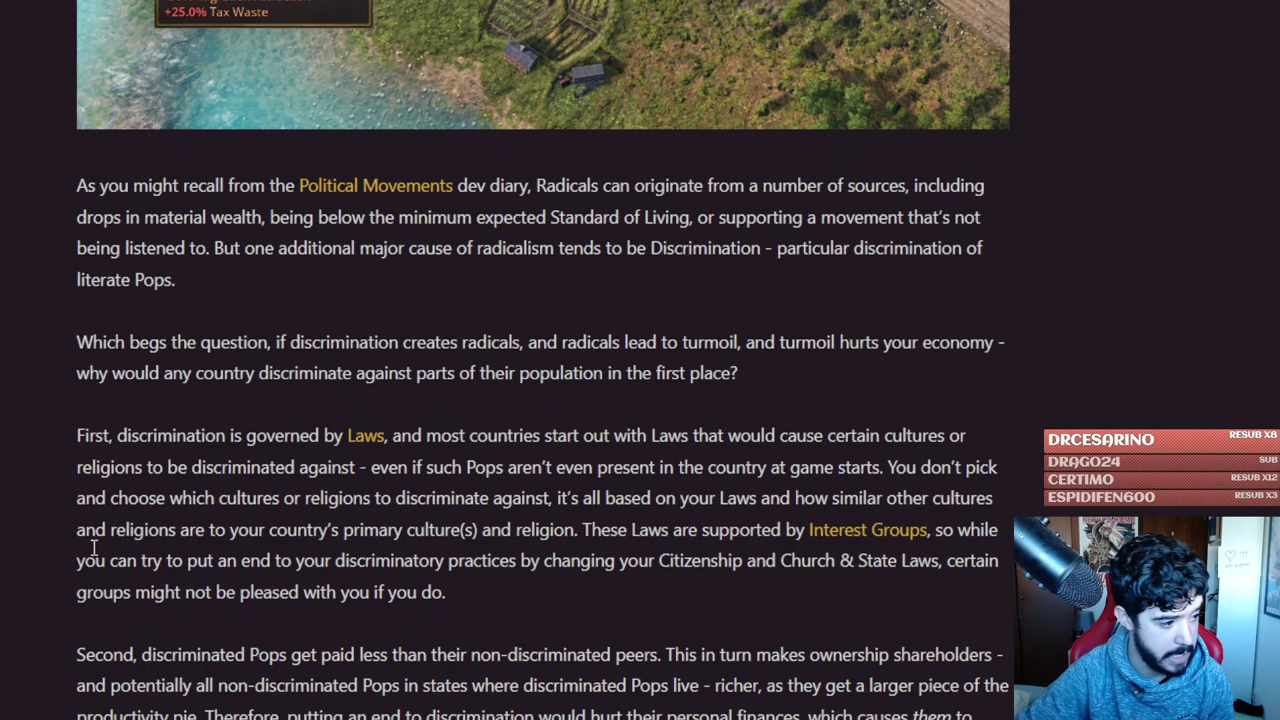 +25.0% Tax Waste
As you might recall from the Political Movements dev diary, Radicals can originate from a number of sources, including
drops in material wealth, being below the minimum expected Standard of Living, or supporting a movement that's not
being listened to. But one additional major cause of radicalism tends to be Discrimination - particular discrimination of
literate Pops.
Which begs the question, if discrimination creates radicals, and radicals lead to turmoil, and turmoil hurts your economy -
why would any country discriminate against parts of their population in the first place?
First, discrimination is governed by Laws, and most countries start out with Laws that would cause certain cultures or
religions to be discriminated against - even if such Pops aren't even present in the country at game starts. You don't pick
and choose which cultures or religions to discriminate against, it's all based on your Laws and how similar other cultures
and religions are to your country's primary culture(s) and religion. These Laws are supported by Interest Groups, so while
you can try to put an end to your discriminatory practices by changing your Citizenship and Church & State Laws, certain
groups might not be pleased with you if you do.
Second, discriminated Pops get paid less than their non-discriminated peers. This in turn makes ownership shareholders -
and potentially all non-discriminated Pops in states where discriminated Pops live - richer, as they get a larger piece of the
productivity pie. Therefore, putting an end to discrimination would hurt their personal finances, which causes them to
DRCESARINO RESUB X8
DRAGO24 SUB
CERTIMO RESUB X12
ESPIDIFEN600 RESUB X3